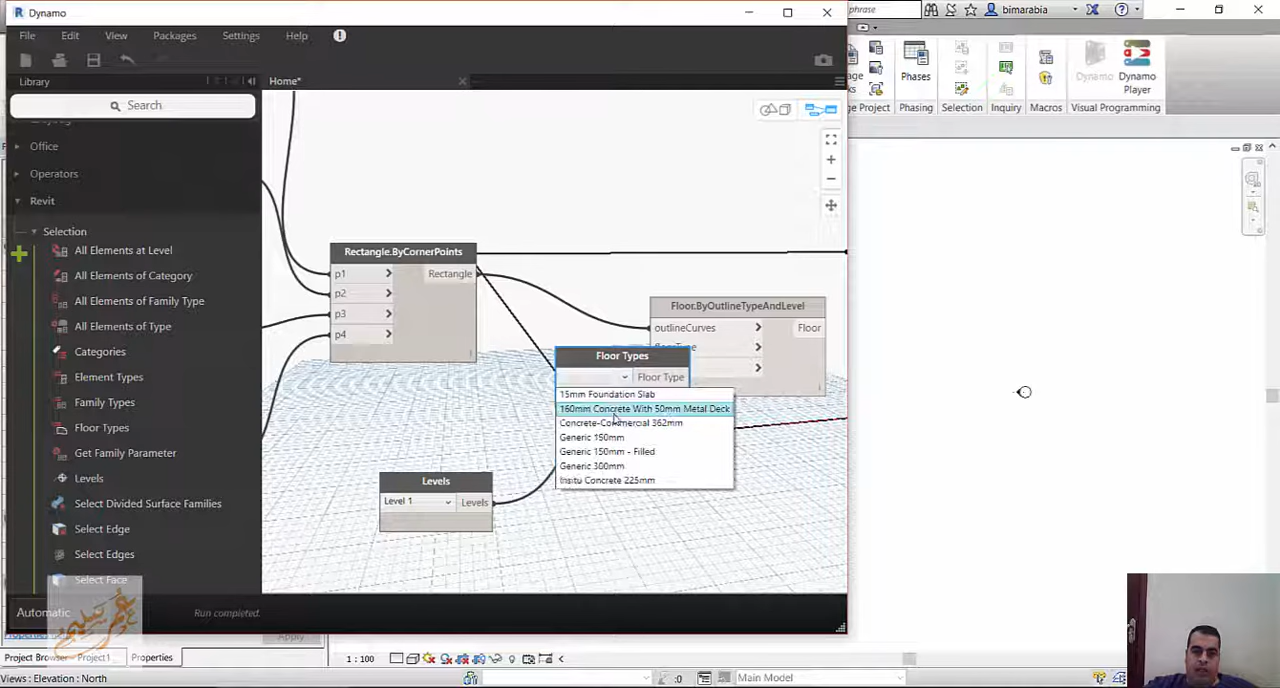 Dynamo
phrase
bimarabia
File Edit View Packages Settings Help
Library
Home*
Search
Office
Operators
Revit
Selection
All Elements at Level
All Elements of Category
All Elements of Family Type
All Elements of Type
Categories
Element Types
Family Types
Floor Types
Get Family Parameter
Levels
Select Divided Surface Families
Select Edge
Select Edges
Select Face
Automatic
Run completed.
Rectangle.ByCornerPoints
p1 > Rectangle
p2 >
p3 >
p4 >
Floor.ByOutlineTypeAndLevel
outlineCurves > Floor
Floor Types
Floor Type
15mm Foundation Slab
160mm Concrete With 50mm Metal Deck
Concrete-Commercial 362mm
Generic 150mm
Generic 150mm - Filled
Generic 300mm
Insitu Concrete 225mm
Levels
Level 1 Levels
Phases
Dynamo
Dynamo Player
ge Project Phasing Selection Inquiry Macros Visual Programming
Apply
Project Browser - Project1 Properties
1 : 100
Views : Elevation : North
:0
Main Model